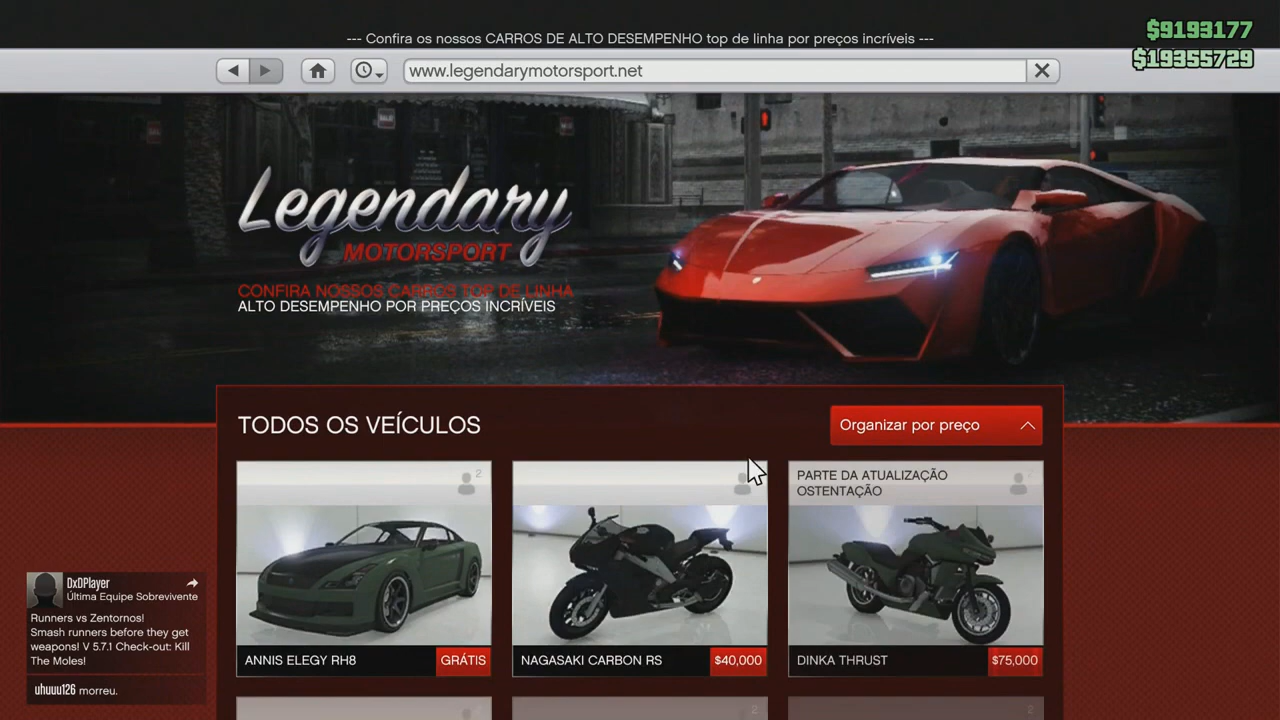 --- Confira os nossos CARROS DE ALTO DESEMPENHO top de linha por preços incríveis ---
$9193177
$19355729
www.legendarymotorsport.net
Legendary
MOTORSPORT
CONFIRA NOSSOS CARROS TOP DE LINHA
ALTO DESEMPENHO POR PREÇOS INCRÍVEIS
TODOS OS VEÍCULOS
Organizar por preço
2
PARTE DA ATUALIZAÇÃO
OSTENTAÇÃO
ANNIS ELEGY RH8
GRÁTIS
NAGASAKI CARBON RS
$40,000
DINKA THRUST
$75,000
2
2
DxDPlayer
Última Equipe Sobrevivente
Runners vs Zentornos!
Smash runners before they get
weapons! V 5.7.1 Check-out: Kill
The Moles!
uhuuu126 morreu.